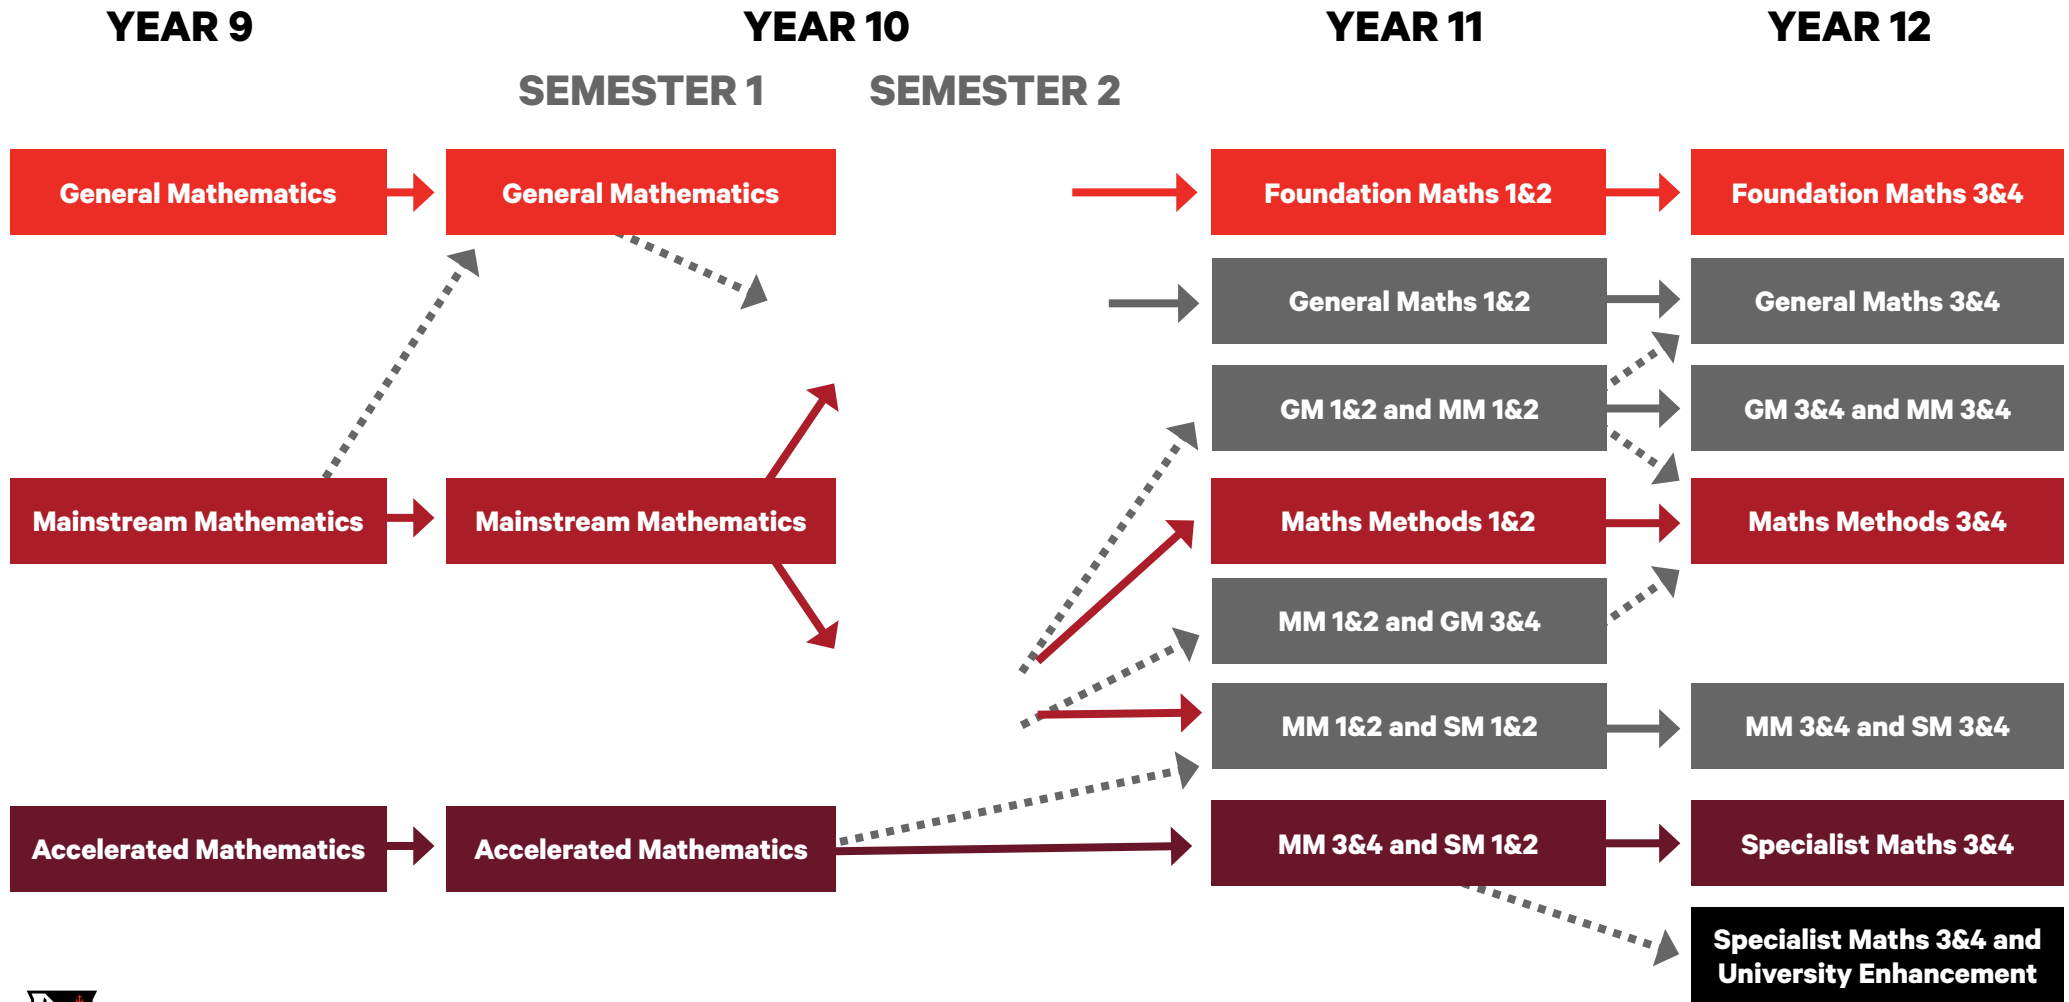 YEAR 9
YEAR 10
YEAR 11
YEAR 12
SEMESTER 1
SEMESTER 2
General Mathematics
General Mathematics
Foundation Maths 1&2
Foundation Maths 3&4
General Maths 1&2
General Maths 3&4
GM 1&2 and MM 1&2
GM 3&4 and MM 3&4
Mainstream Mathematics
Mainstream Mathematics
Maths Methods 1&2
Maths Methods 3&4
MM 1&2 and GM 3&4
MM 1&2 and SM 1&2
MM 3&4 and SM 3&4
Accelerated Mathematics
Accelerated Mathematics
MM 3&4 and SM 1&2
Specialist Maths 3&4
Specialist Maths 3&4 and
University Enhancement